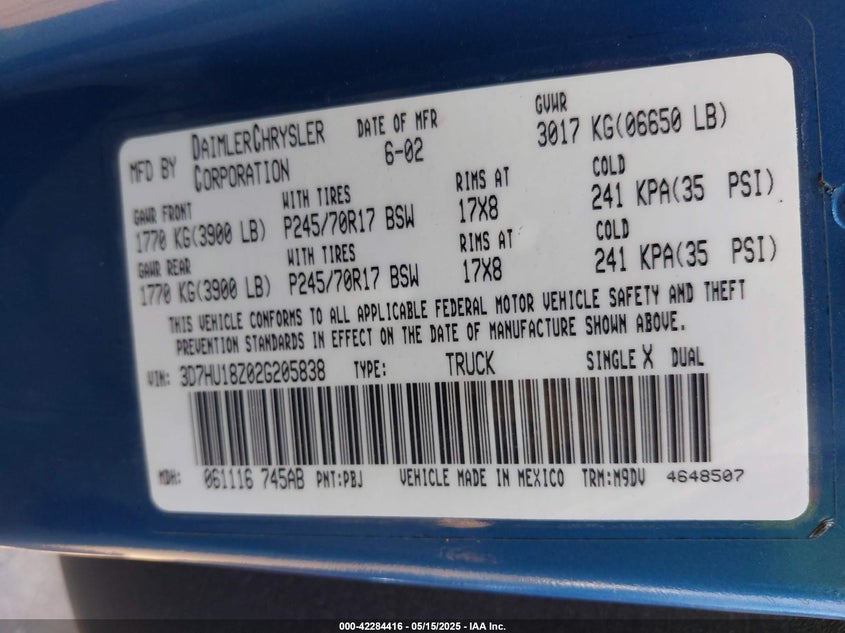 MFD BY DAIMLERCHRYSLER CORPORATION
DATE OF MFR 6-02
GVWR 3017 KG(06650 LB)
GAWR FRONT WITH TIRES RIMS AT COLD
1770 KG(3900 LB) P245/70R17 BSW 17X8 241 KPA(35 PSI)
GAWR REAR WITH TIRES RIMS AT COLD
1770 KG(3900 LB) P245/70R17 BSW 17X8 241 KPA(35 PSI)
THIS VEHICLE CONFORMS TO ALL APPLICABLE FEDERAL MOTOR VEHICLE SAFETY AND THEFT
PREVENTION STANDARDS IN EFFECT ON THE DATE OF MANUFACTURE SHOWN ABOVE.
VIN: 3D7HU18Z02G205838 TYPE: TRUCK SINGLE X DUAL
MDH: 061116 745AB PNT:PBJ VEHICLE MADE IN MEXICO TRM:M9DV 4648507
000-42284416 - 05/15/2025 - IAA Inc.